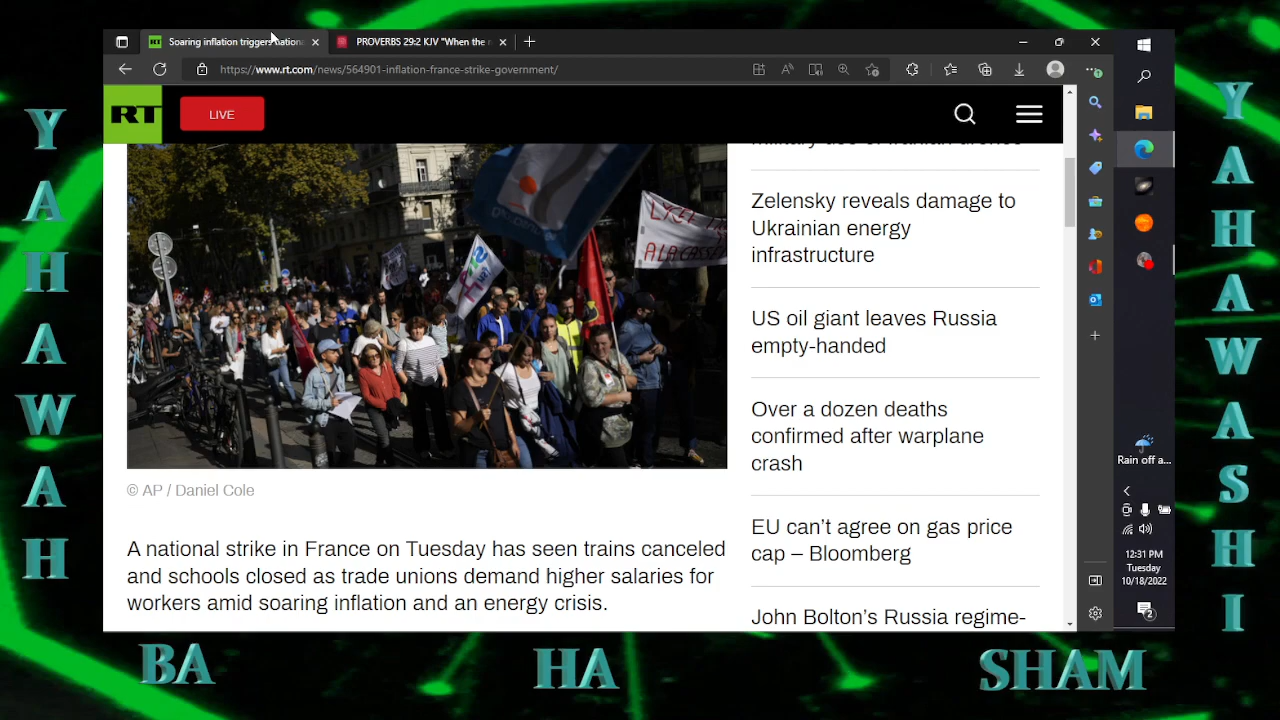 Soaring inflation triggers nation
PROVERBS 29:2 KJV "When the r
https://www.rt.com/news/564901-inflation-france-strike-government/
RT
LIVE
Zelensky reveals damage to
Ukrainian energy
infrastructure
US oil giant leaves Russia
empty-handed
Over a dozen deaths
confirmed after warplane
crash
EU can't agree on gas price
cap – Bloomberg
John Bolton's Russia regime-
A LA CASSE
© AP / Daniel Cole
A national strike in France on Tuesday has seen trains canceled
and schools closed as trade unions demand higher salaries for
workers amid soaring inflation and an energy crisis.
Rain off a...
12:31 PM
Tuesday
10/18/2022
2
YAHAWAH
BA
HA
SHAM
YAHAWASHI